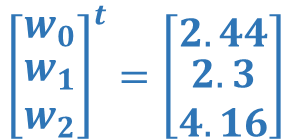 [w₀ w₁ w₂]ᵗ = [2.44 2.3 4.16]